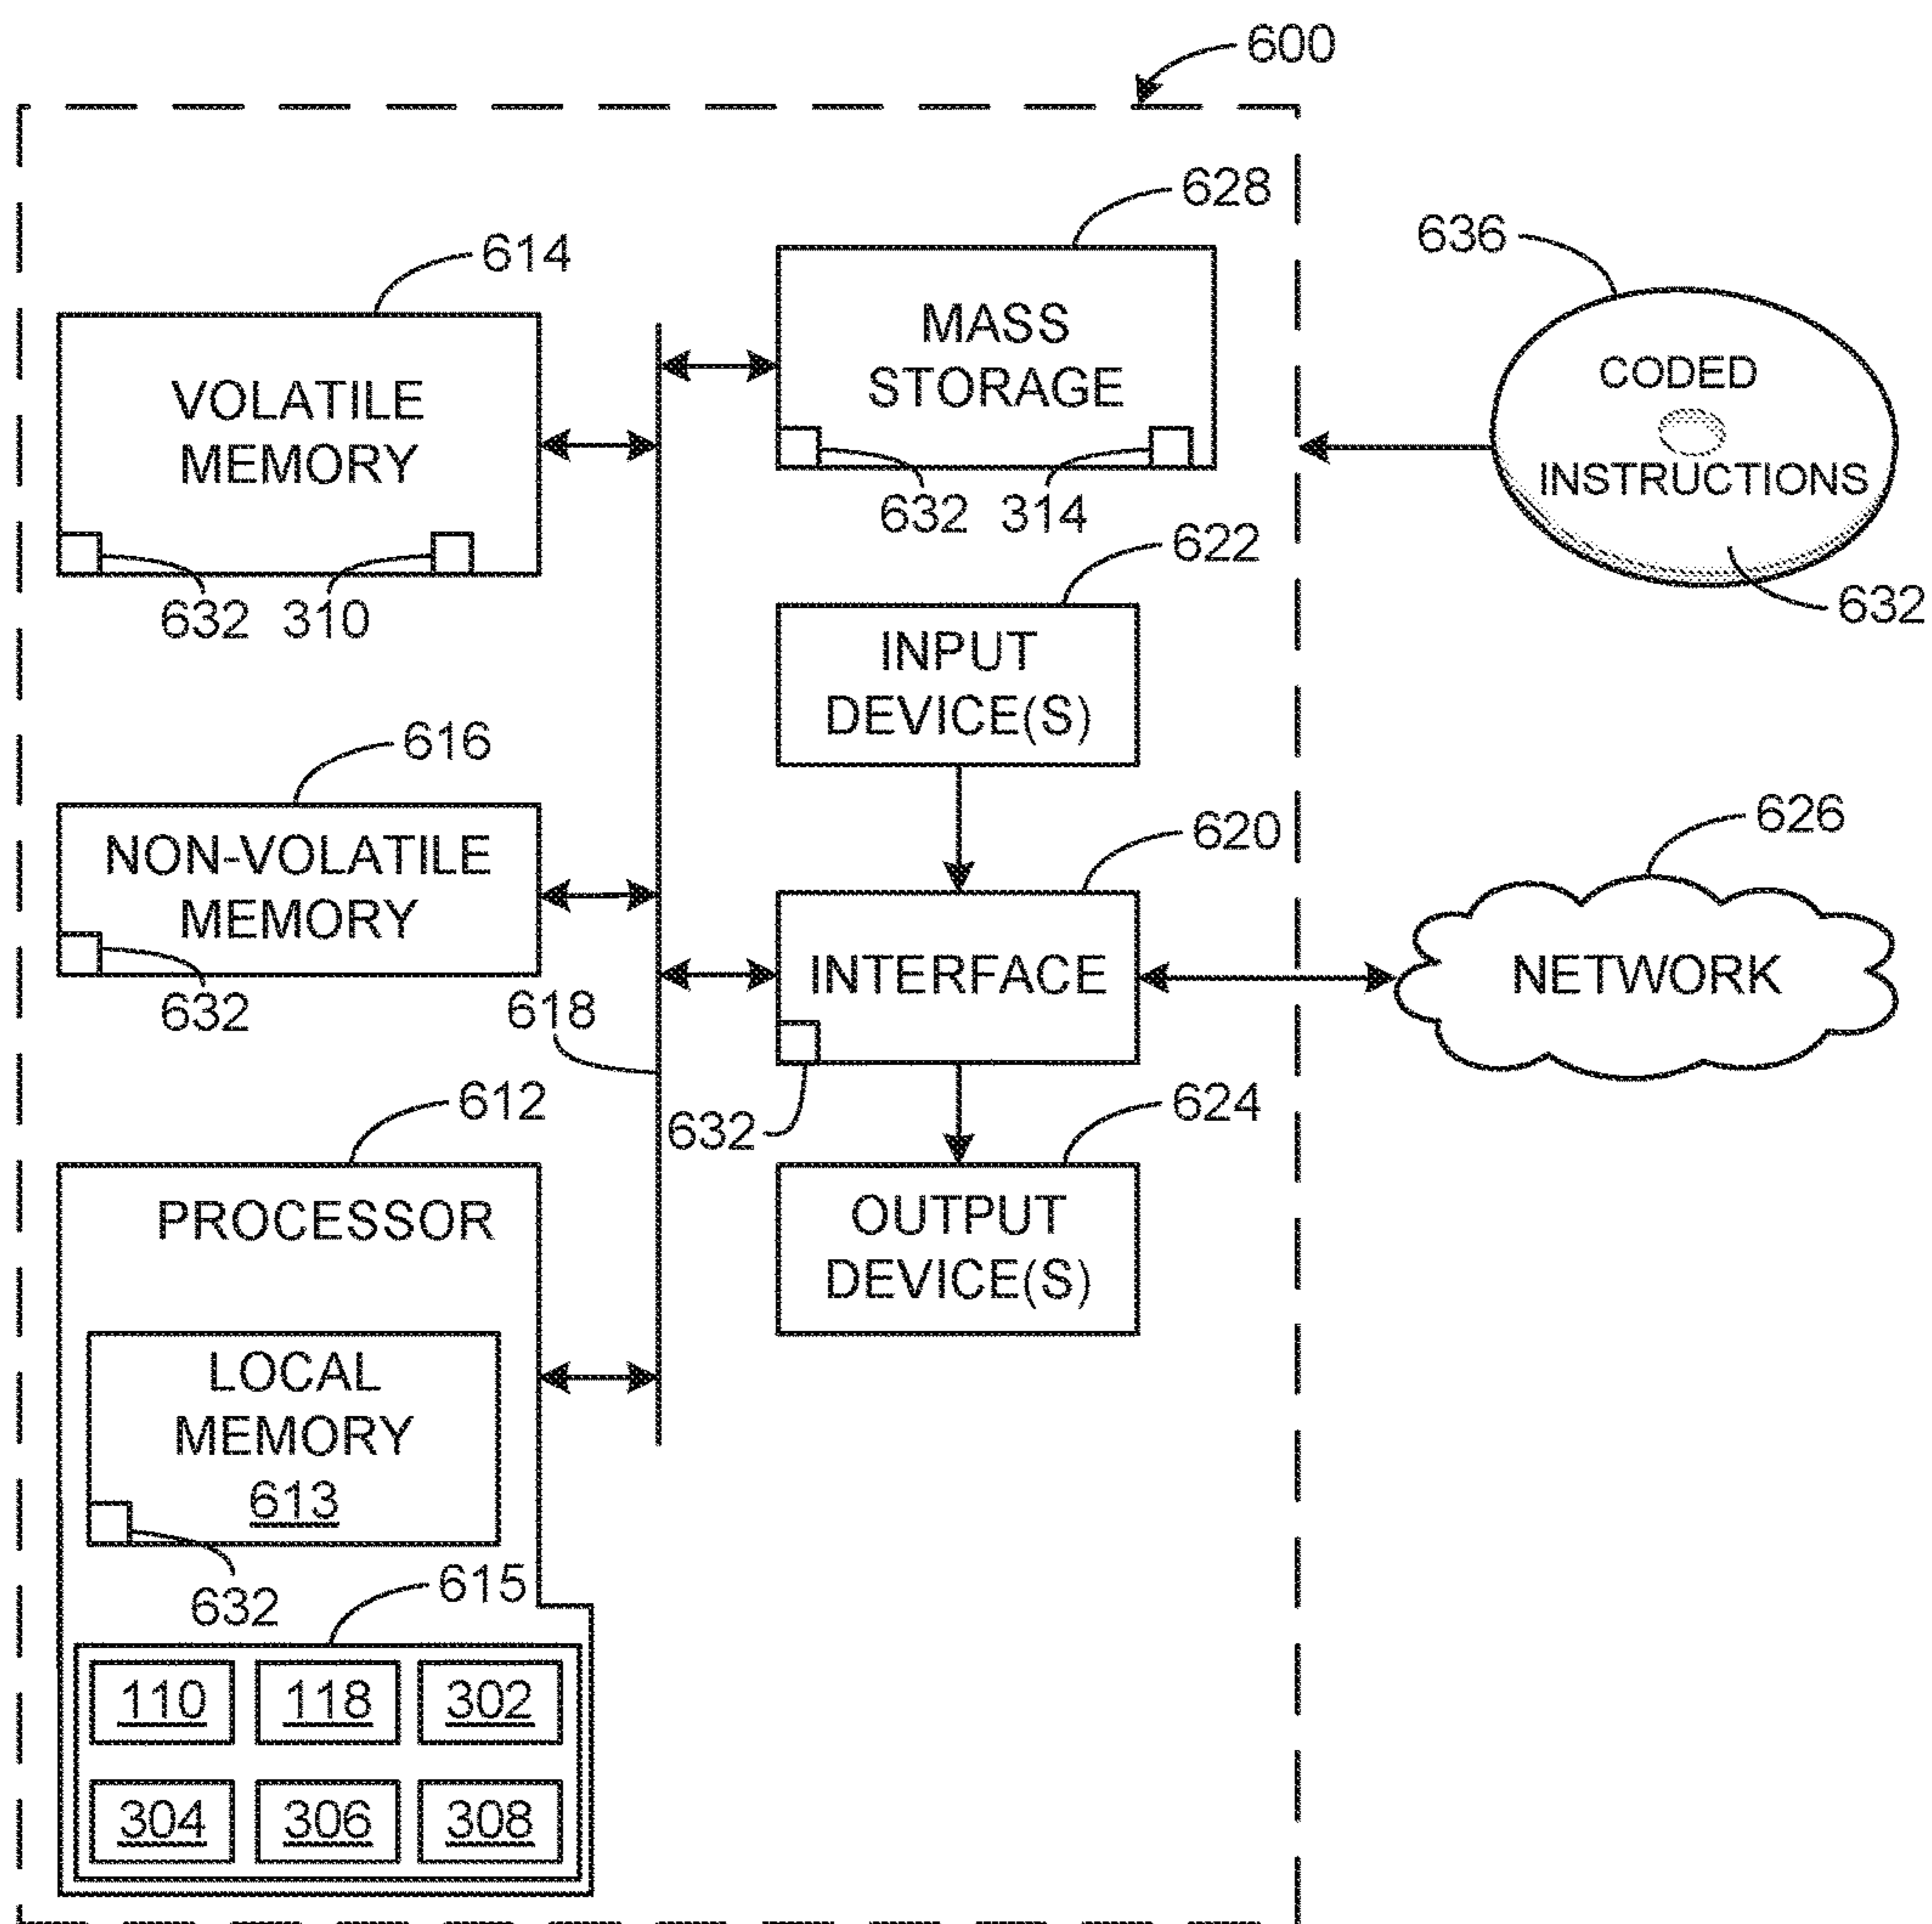 600
628
636
614
MASS
STORAGE
CODED
INSTRUCTIONS
VOLATILE
MEMORY
632 314
622
632
632 310
INPUT
DEVICE(S)
616
620
626
NON-VOLATILE
MEMORY
INTERFACE
NETWORK
632
618
612
632
624
PROCESSOR
OUTPUT
DEVICE(S)
LOCAL
MEMORY
613
632
615
110 118 302
304 306 308